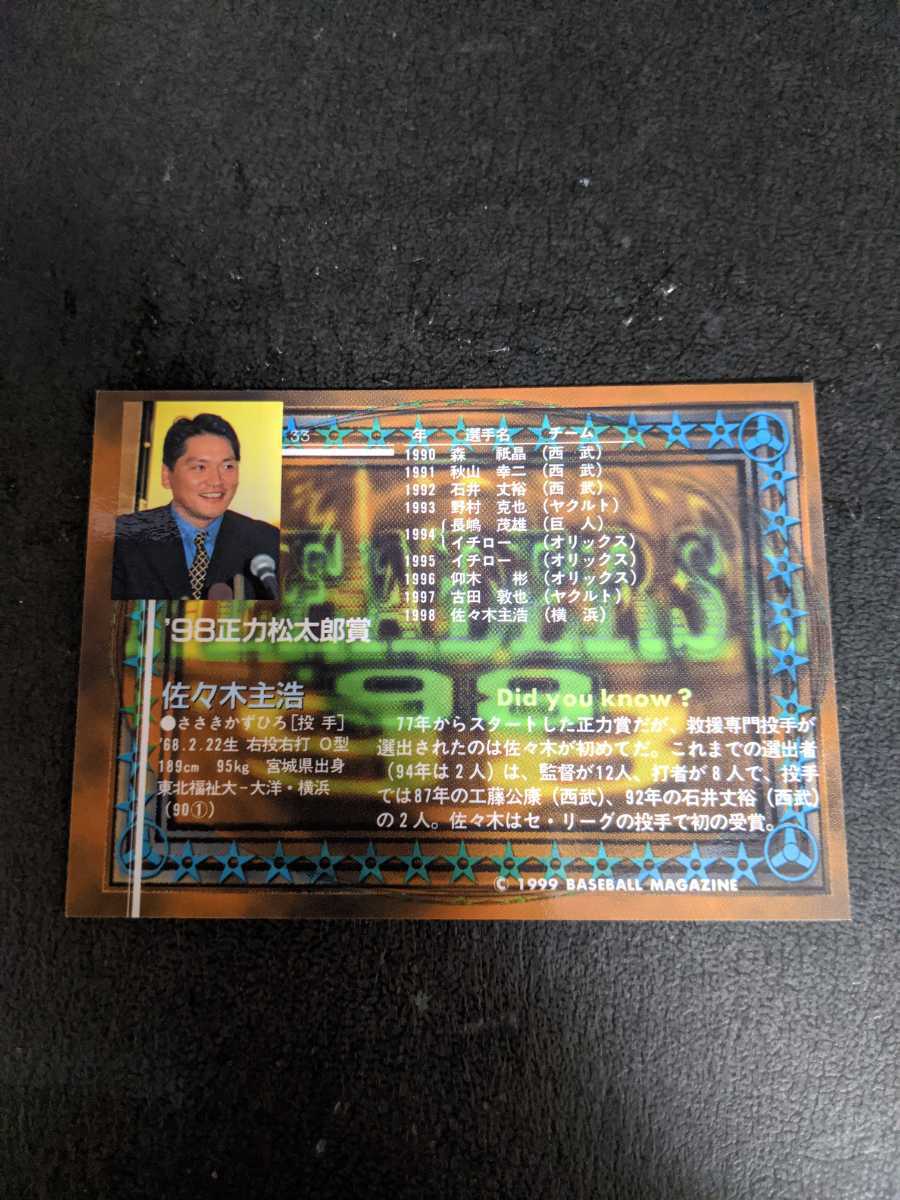 33
年 選手名 チーム
1990 森 祇晶 (西 武)
1991 秋山 幸二 (西 武)
1992 石井 丈裕 (西 武)
1993 野村 克也 (ヤクルト)
1994 { 長嶋 茂雄 (巨 人)
イチロー (オリックス)
1995 イチロー (オリックス)
1996 仰木 彬 (オリックス)
1997 古田 敦也 (ヤクルト)
1998 佐々木主浩 (横 浜)
LEADERS
98
'98正力松太郎賞
佐々木主浩
●ささきかずひろ[投 手]
'68.2.22生 右投右打 O型
189cm 95kg 宮城県出身
東北福祉大-大洋・横浜
(90①)
Did you know?
77年からスタートした正力賞だが、救援専門投手が
選出されたのは佐々木が初めてだ。これまでの選出者
(94年は2人)は、監督が12人、打者が8人で、投手
では87年の工藤公康(西武)、92年の石井丈裕(西武)
の2人。佐々木はセ・リーグの投手で初の受賞。
© 1999 BASEBALL MAGAZINE